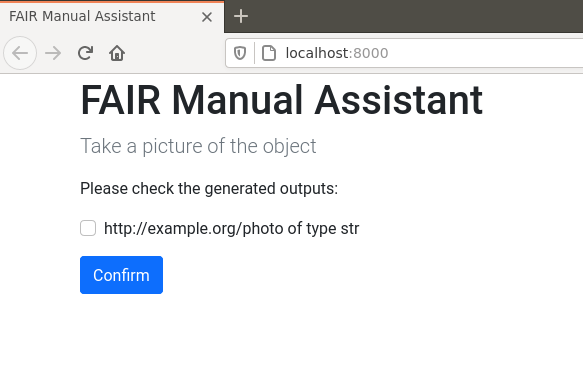 FAIR Manual Assistant
localhost:8000
FAIR Manual Assistant
Take a picture of the object
Please check the generated outputs:
http://example.org/photo of type str
Confirm